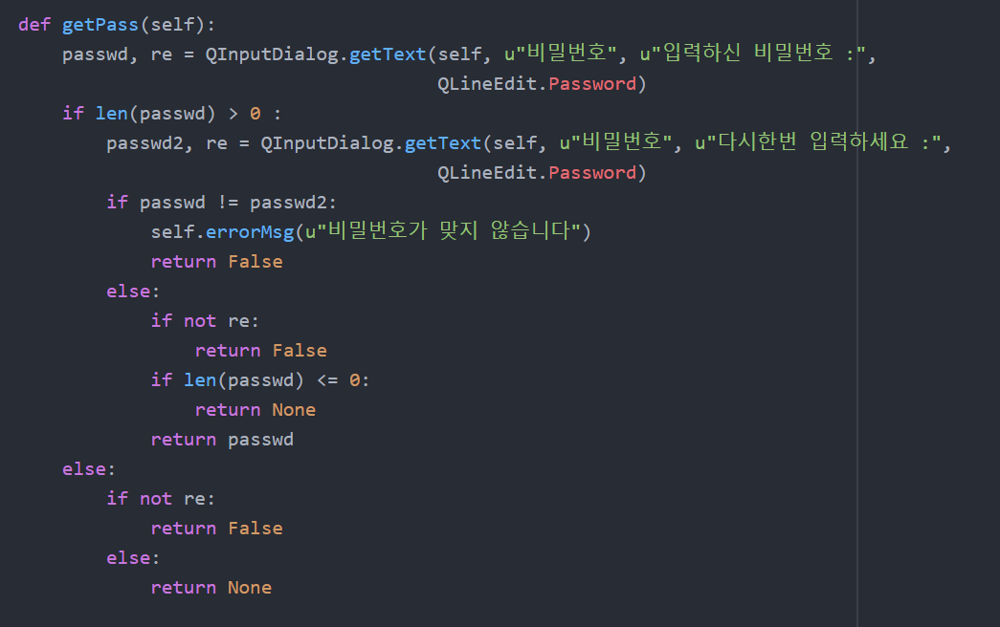 def getPass(self):
    passwd, re = QInputDialog.getText(self, u"비밀번호", u"입력하신 비밀번호 :",
                                      QLineEdit.Password)
    if len(passwd) > 0 :
        passwd2, re = QInputDialog.getText(self, u"비밀번호", u"다시한번 입력하세요 :",
                                      QLineEdit.Password)
        if passwd != passwd2:
            self.errorMsg(u"비밀번호가 맞지 않습니다")
            return False
        else:
            if not re:
                return False
            if len(passwd) <= 0:
                return None
            return passwd
    else:
        if not re:
            return False
        else:
            return None